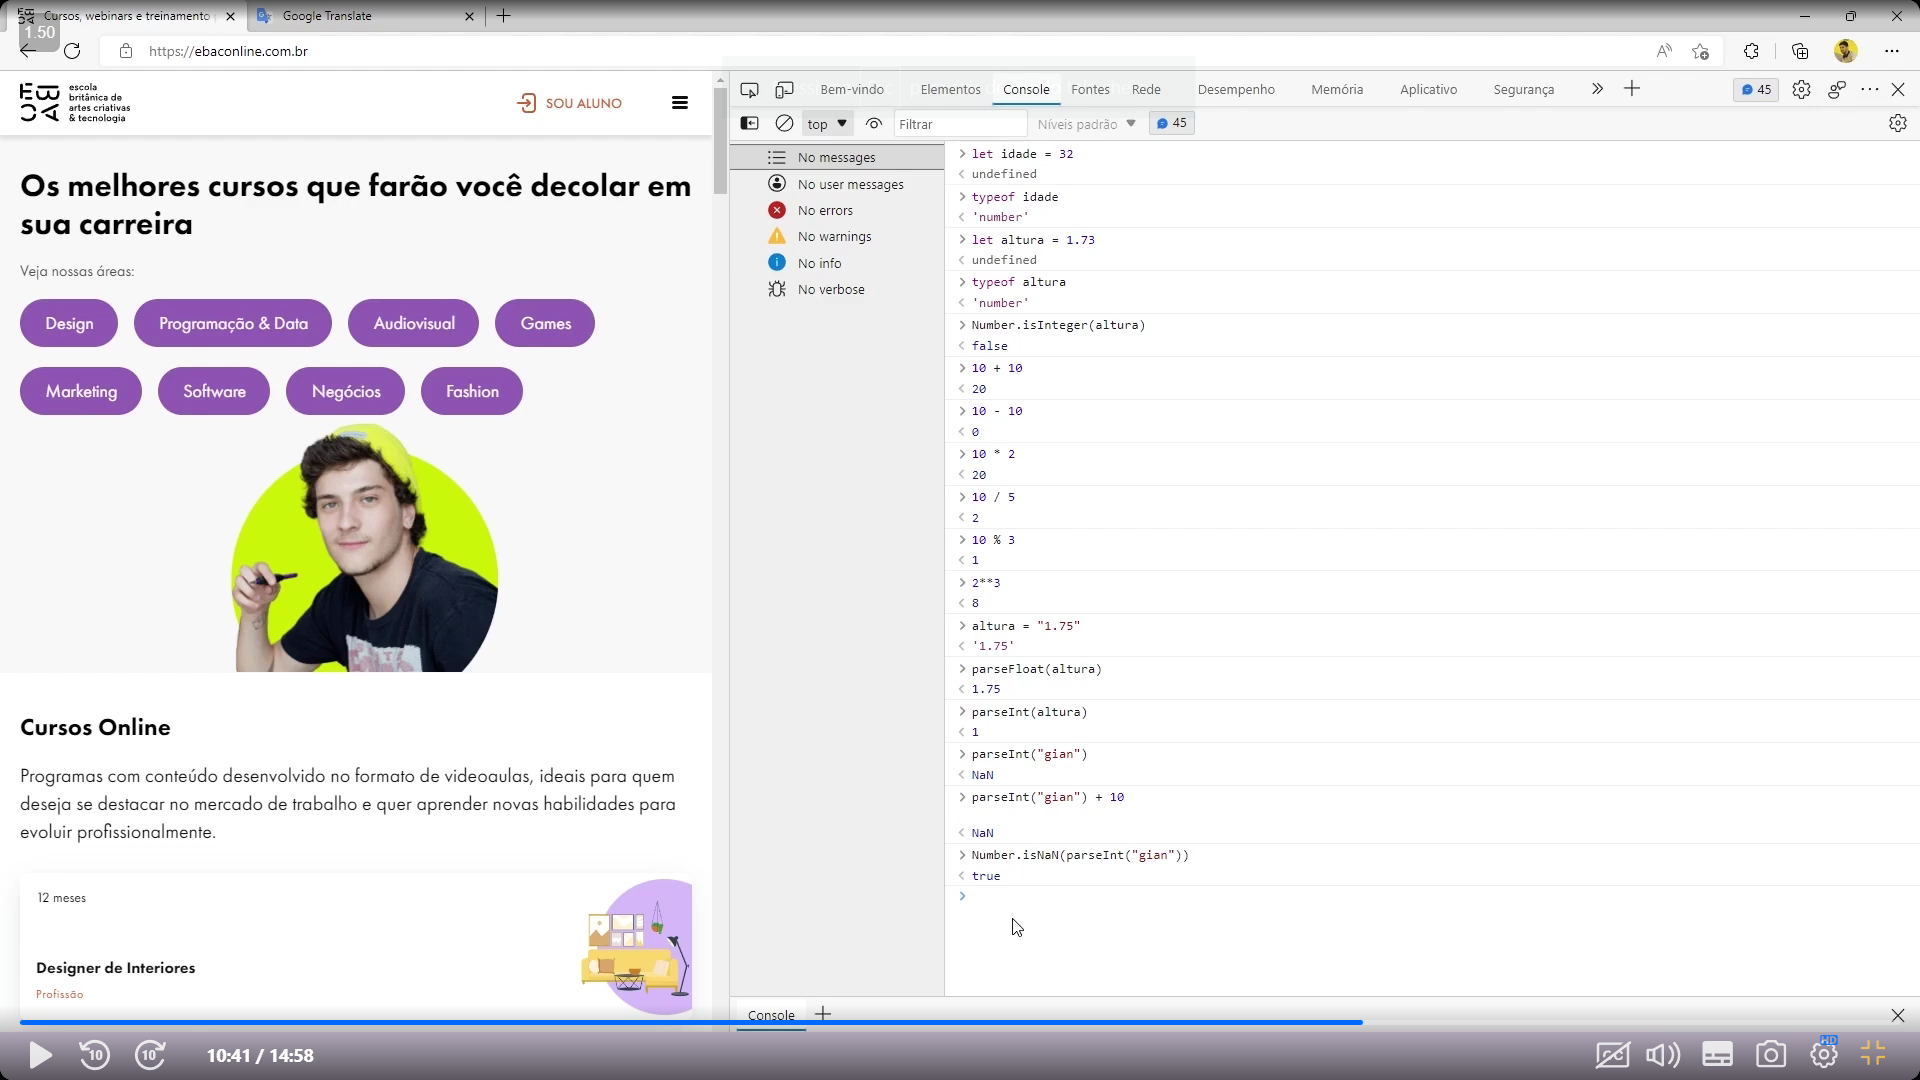 Cursos, webinars e treinamento
Google Translate
1.50
https://ebaconline.com.br
escola
britânica de
artes criativas
& tecnologia
SOU ALUNO
Os melhores cursos que farão você decolar em
sua carreira
Veja nossas áreas:
Design
Programação & Data
Audiovisual
Games
Marketing
Software
Negócios
Fashion
Cursos Online
Programas com conteúdo desenvolvido no formato de videoaulas, ideais para quem
deseja se destacar no mercado de trabalho e quer aprender novas habilidades para
evoluir profissionalmente.
12 meses
Designer de Interiores
Profissão
Bem-vindo
Elementos
Console
Fontes
Rede
Desempenho
Memória
Aplicativo
Segurança
45
top
Filtrar
Níveis padrão
45
No messages
No user messages
No errors
No warnings
No info
No verbose
> let idade = 32
< undefined
> typeof idade
< 'number'
> let altura = 1.73
< undefined
> typeof altura
< 'number'
> Number.isInteger(altura)
< false
> 10 + 10
< 20
> 10 - 10
< 0
> 10 * 2
< 20
> 10 / 5
< 2
> 10 % 3
< 1
> 2**3
< 8
> altura = "1.75"
< '1.75'
> parseFloat(altura)
< 1.75
> parseInt(altura)
< 1
> parseInt("gian")
< NaN
> parseInt("gian") + 10
< NaN
> Number.isNaN(parseInt("gian"))
< true
>
Console
10
10
10:41 / 14:58
HD